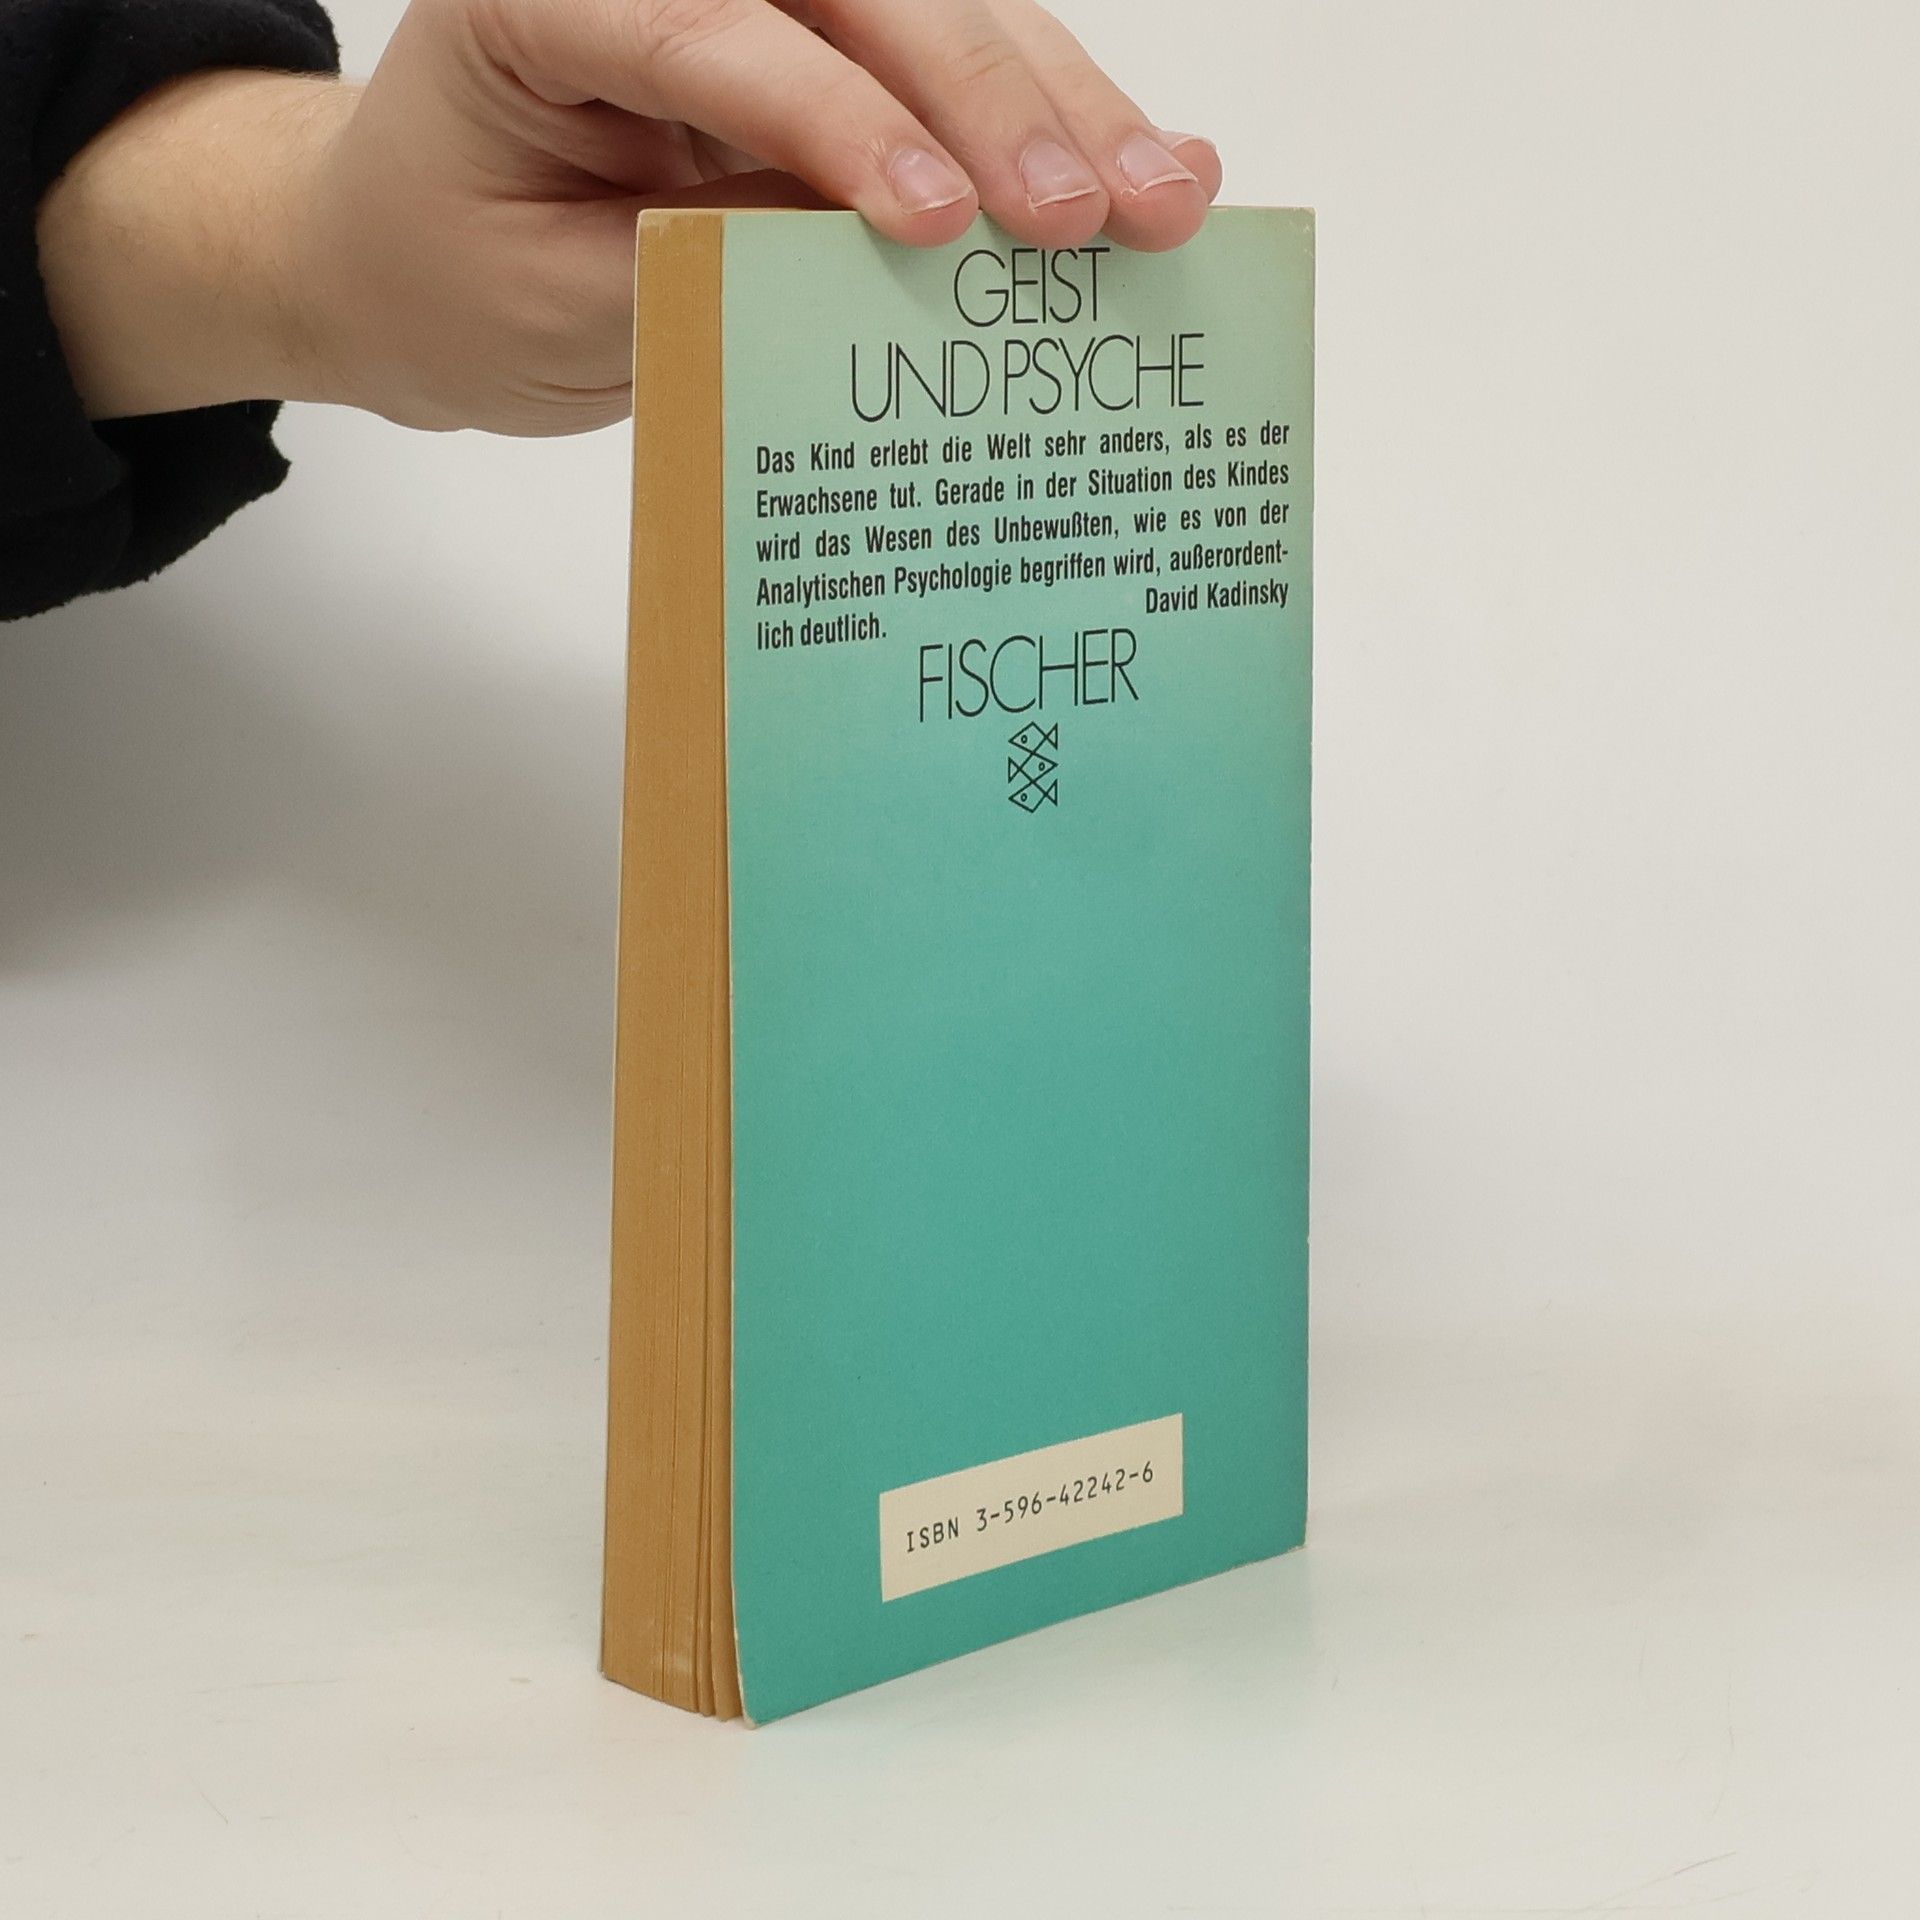 GEIST
UND PSYCHE
Das Kind erlebt die Welt sehr anders, als es der
Erwachsene tut. Gerade in der Situation des Kindes
wird das Wesen des Unbewußten, wie es von der
Analytischen Psychologie begriffen wird, außerordent-
lich deutlich.
David Kadinsky
FISCHER
ISBN 3-596-42242-6